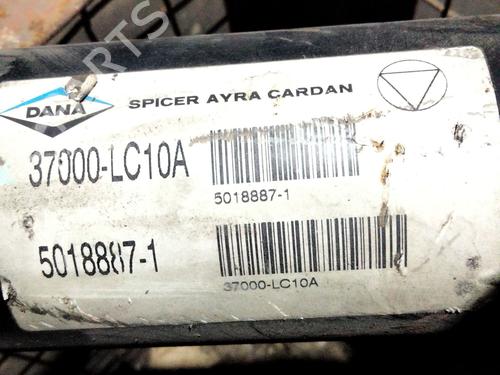 DANA
SPICER AYRA CARDAN
37000-LC10A
5018887-1
5018887-1
37000-LC10A